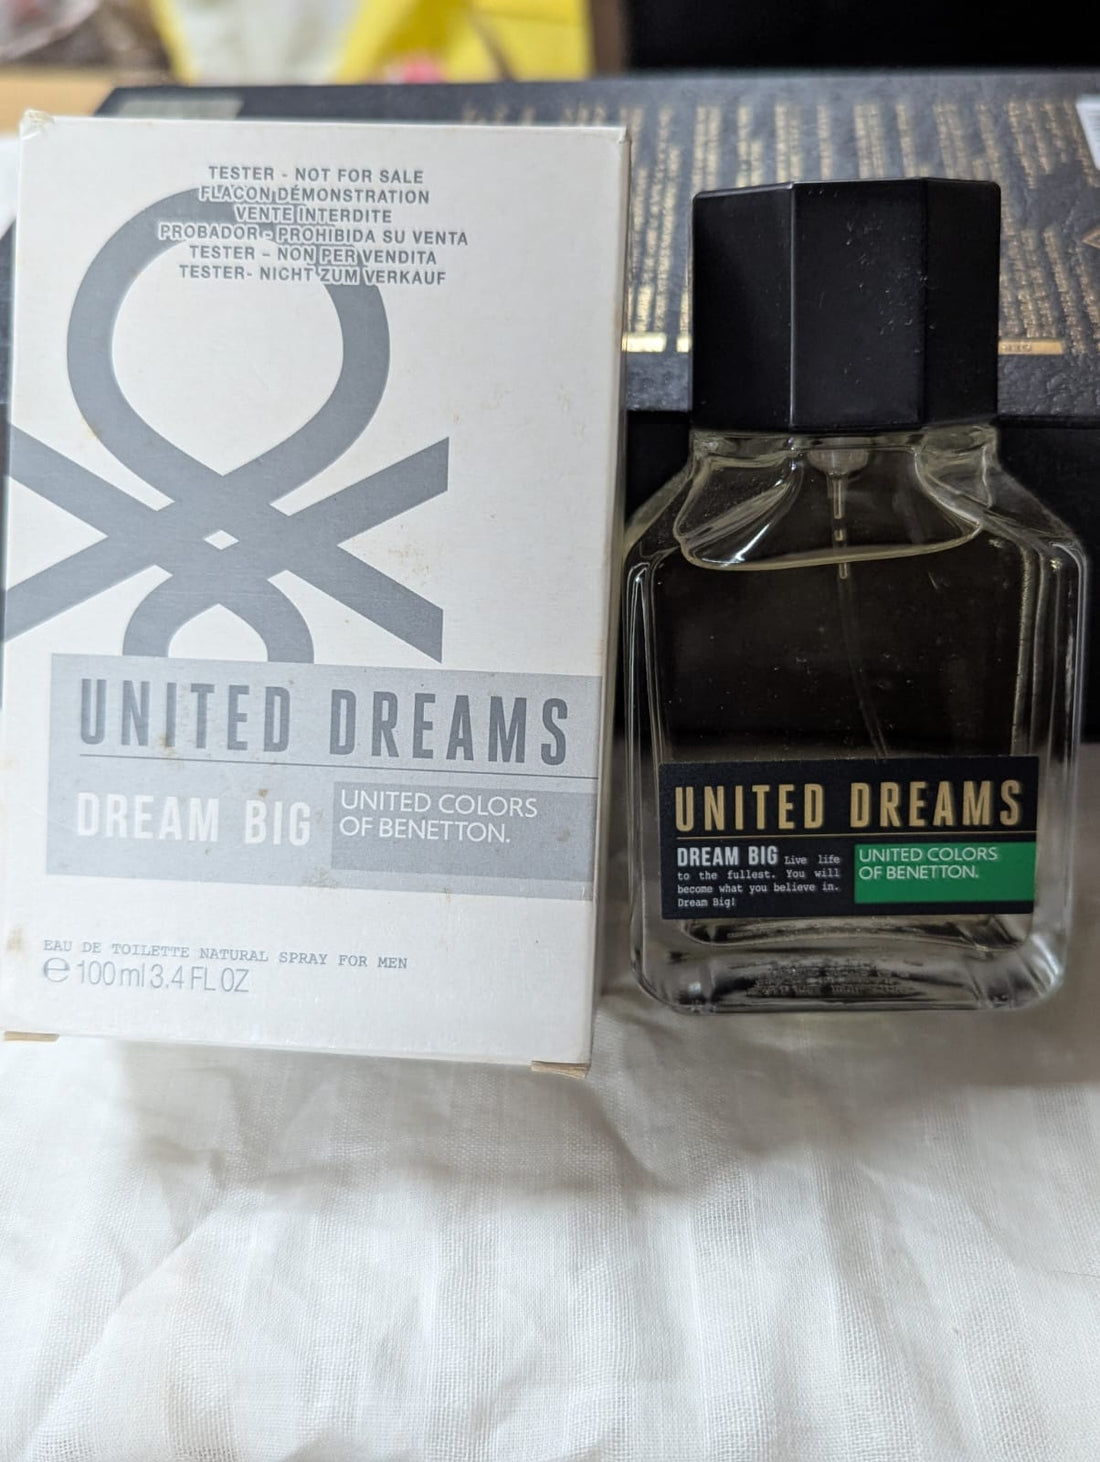 TESTER - NOT FOR SALE
FLACON DÉMONSTRATION
VENTE INTERDITE
PROBADOR - PROHIBIDA SU VENTA
TESTER - NON PER VENDITA
TESTER- NICHT ZUM VERKAUF
UNITED DREAMS
DREAM BIG
UNITED COLORS
OF BENETTON.
EAU DE TOILETTE NATURAL SPRAY FOR MEN
℮ 100 ml 3.4 FL OZ
UNITED DREAMS
DREAM BIG Live life
to the fullest. You will
become what you believe in.
Dream Big!
UNITED COLORS
OF BENETTON.